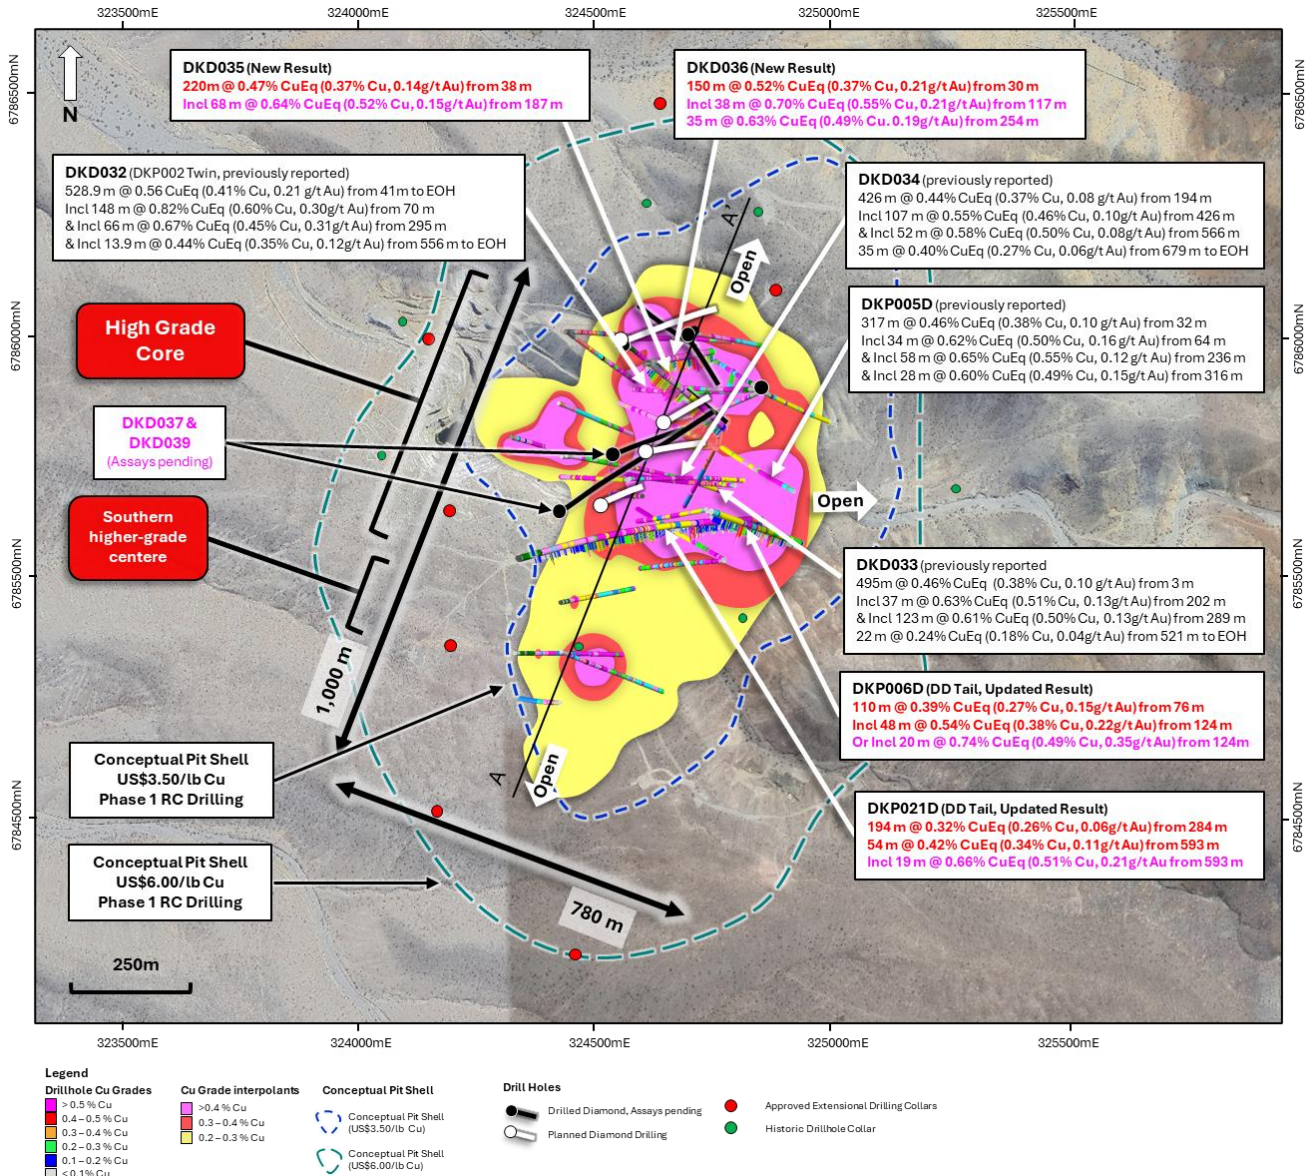 323500mE
324000mE
324500mE
325000mE
325500mE
6786500mN
6786000mN
6785500mN
6784500mN
6786500mN
6786000mN
6785500mN
6784500mN
N
DKD035 (New Result)
220m @ 0.47% CuEq (0.37% Cu, 0.14g/t Au) from 38 m
Incl 68 m @ 0.64% CuEq (0.52% Cu, 0.15g/t Au) from 187 m
DKD036 (New Result)
150 m @ 0.52% CuEq (0.37% Cu, 0.21g/t Au) from 30 m
Incl 38 m @ 0.70% CuEq (0.55% Cu, 0.21g/t Au) from 117 m
35 m @ 0.63% CuEq (0.49% Cu. 0.19g/t Au) from 254 m
DKD032 (DKP002 Twin, previously reported)
528.9 m @ 0.56 CuEq (0.41% Cu, 0.21 g/t Au) from 41m to EOH
Incl 148 m @ 0.82% CuEq (0.60% Cu, 0.30g/t Au) from 70 m
& Incl 66 m @ 0.67% CuEq (0.45% Cu, 0.31g/t Au) from 295 m
& Incl 13.9 m @ 0.44% CuEq (0.35% Cu, 0.12g/t Au) from 556 m to EOH
DKD034 (previously reported)
426 m @ 0.44% CuEq (0.37% Cu, 0.08 g/t Au) from 194 m
Incl 107 m @ 0.55% CuEq (0.46% Cu, 0.10g/t Au) from 426 m
& Incl 52 m @ 0.58% CuEq (0.50% Cu, 0.08g/t Au) from 566 m
35 m @ 0.40% CuEq (0.27% Cu, 0.06g/t Au) from 679 m to EOH
A'
Open
DKP005D (previously reported)
317 m @ 0.46% CuEq (0.38% Cu, 0.10 g/t Au) from 32 m
Incl 34 m @ 0.62% CuEq (0.50% Cu, 0.16 g/t Au) from 64 m
& Incl 58 m @ 0.65% CuEq (0.55% Cu, 0.12 g/t Au) from 236 m
& Incl 28 m @ 0.60% CuEq (0.49% Cu, 0.15g/t Au) from 316 m
High Grade
Core
DKD037 &
DKD039
(Assays pending)
Open
Southern
higher-grade
centere
DKD033 (previously reported
495m @ 0.46% CuEq (0.38% Cu, 0.10 g/t Au) from 3 m
Incl 37 m @ 0.63% CuEq (0.51% Cu, 0.13g/t Au) from 202 m
& Incl 123 m @ 0.61% CuEq (0.50% Cu, 0.13g/t Au) from 289 m
22 m @ 0.24% CuEq (0.18% Cu, 0.04g/t Au) from 521 m to EOH
1,000 m
DKP006D (DD Tail, Updated Result)
110 m @ 0.39% CuEq (0.27% Cu, 0.15g/t Au) from 76 m
Incl 48 m @ 0.54% CuEq (0.38% Cu, 0.22g/t Au) from 124 m
Or Incl 20 m @ 0.74% CuEq (0.49% Cu, 0.35g/t Au) from 124m
Conceptual Pit Shell
US$3.50/lb Cu
Phase 1 RC Drilling
A
Open
DKP021D (DD Tail, Updated Result)
194 m @ 0.32% CuEq (0.26% Cu, 0.06g/t Au) from 284 m
54 m @ 0.42% CuEq (0.34% Cu, 0.11g/t Au) from 593 m
Incl 19 m @ 0.66% CuEq (0.51% Cu, 0.21g/t Au from 593 m
Conceptual Pit Shell
US$6.00/lb Cu
Phase 1 RC Drilling
780 m
250m
323500mE
324000mE
324500mE
325000mE
325500mE
Legend
Drillhole Cu Grades
> 0.5 % Cu
0.4 – 0.5 % Cu
0.3 – 0.4% Cu
0.2 – 0.3 % Cu
0.1 – 0.2 % Cu
< 0.1% Cu
Cu Grade interpolants
>0.4 % Cu
0.3 – 0.4 % Cu
0.2 – 0.3 % Cu
Conceptual Pit Shell
Conceptual Pit Shell
(US$3.50/lb Cu)
Conceptual Pit Shell
(US$6.00/lb Cu)
Drill Holes
Drilled Diamond, Assays pending
Planned Diamond Drilling
Approved Extensional Drilling Collars
Historic Drillhole Collar